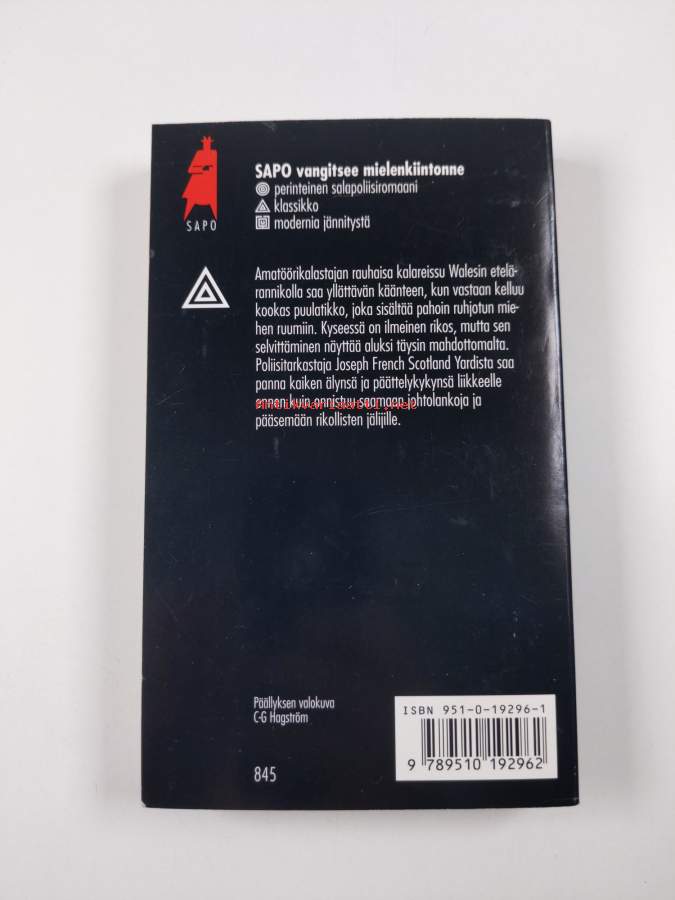 SAPO vangitsee mielenkiintonne
perinteinen salapoliisiromaani
klassikko
modernia jännitystä
SAPO
Amatöörikalastajan rauhaisa kalareissu Walesin etelä-
rannikolla saa yllättävän käänteen, kun vastaan kelluu
kookas puulaatikko, joka sisältää pahoin ruhjotun mie-
hen ruumiin. Kyseessä on ilmeinen rikos, mutta sen
selvittäminen näyttää aluksi täysin mahdottomalta.
Poliisitarkastaja Joseph French Scotland Yardista saa
panna kaiken älynsä ja päättelykykynsä liikkeelle
ennen kuin onnistuu saamaan johtolankoja ja
Antikvariaatti.net
pääsemään rikollisten jäljille.
Päällyksen valokuva
C-G Hagström
845
ISBN 951-0-19296-1
9 789510 192962